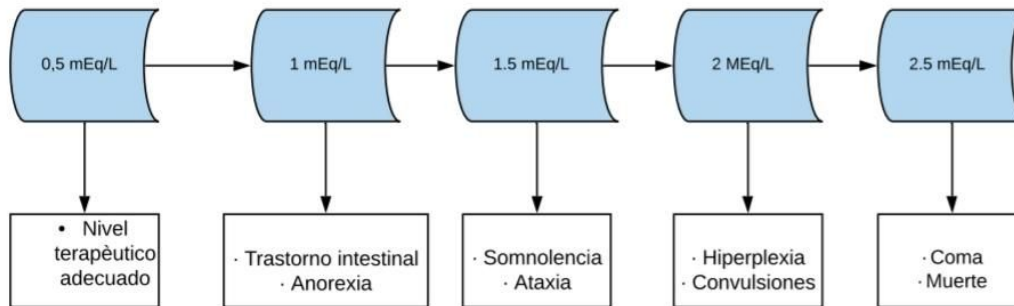 0,5 mEq/L
1 mEq/L
1.5 mEq/L
2 MEq/L
2.5 mEq/L
• Nivel
terapèutico
adecuado
· Trastorno intestinal
· Anorexia
· Somnolencia
· Ataxia
· Hiperplexia
· Convulsiones
· Coma
· Muerte